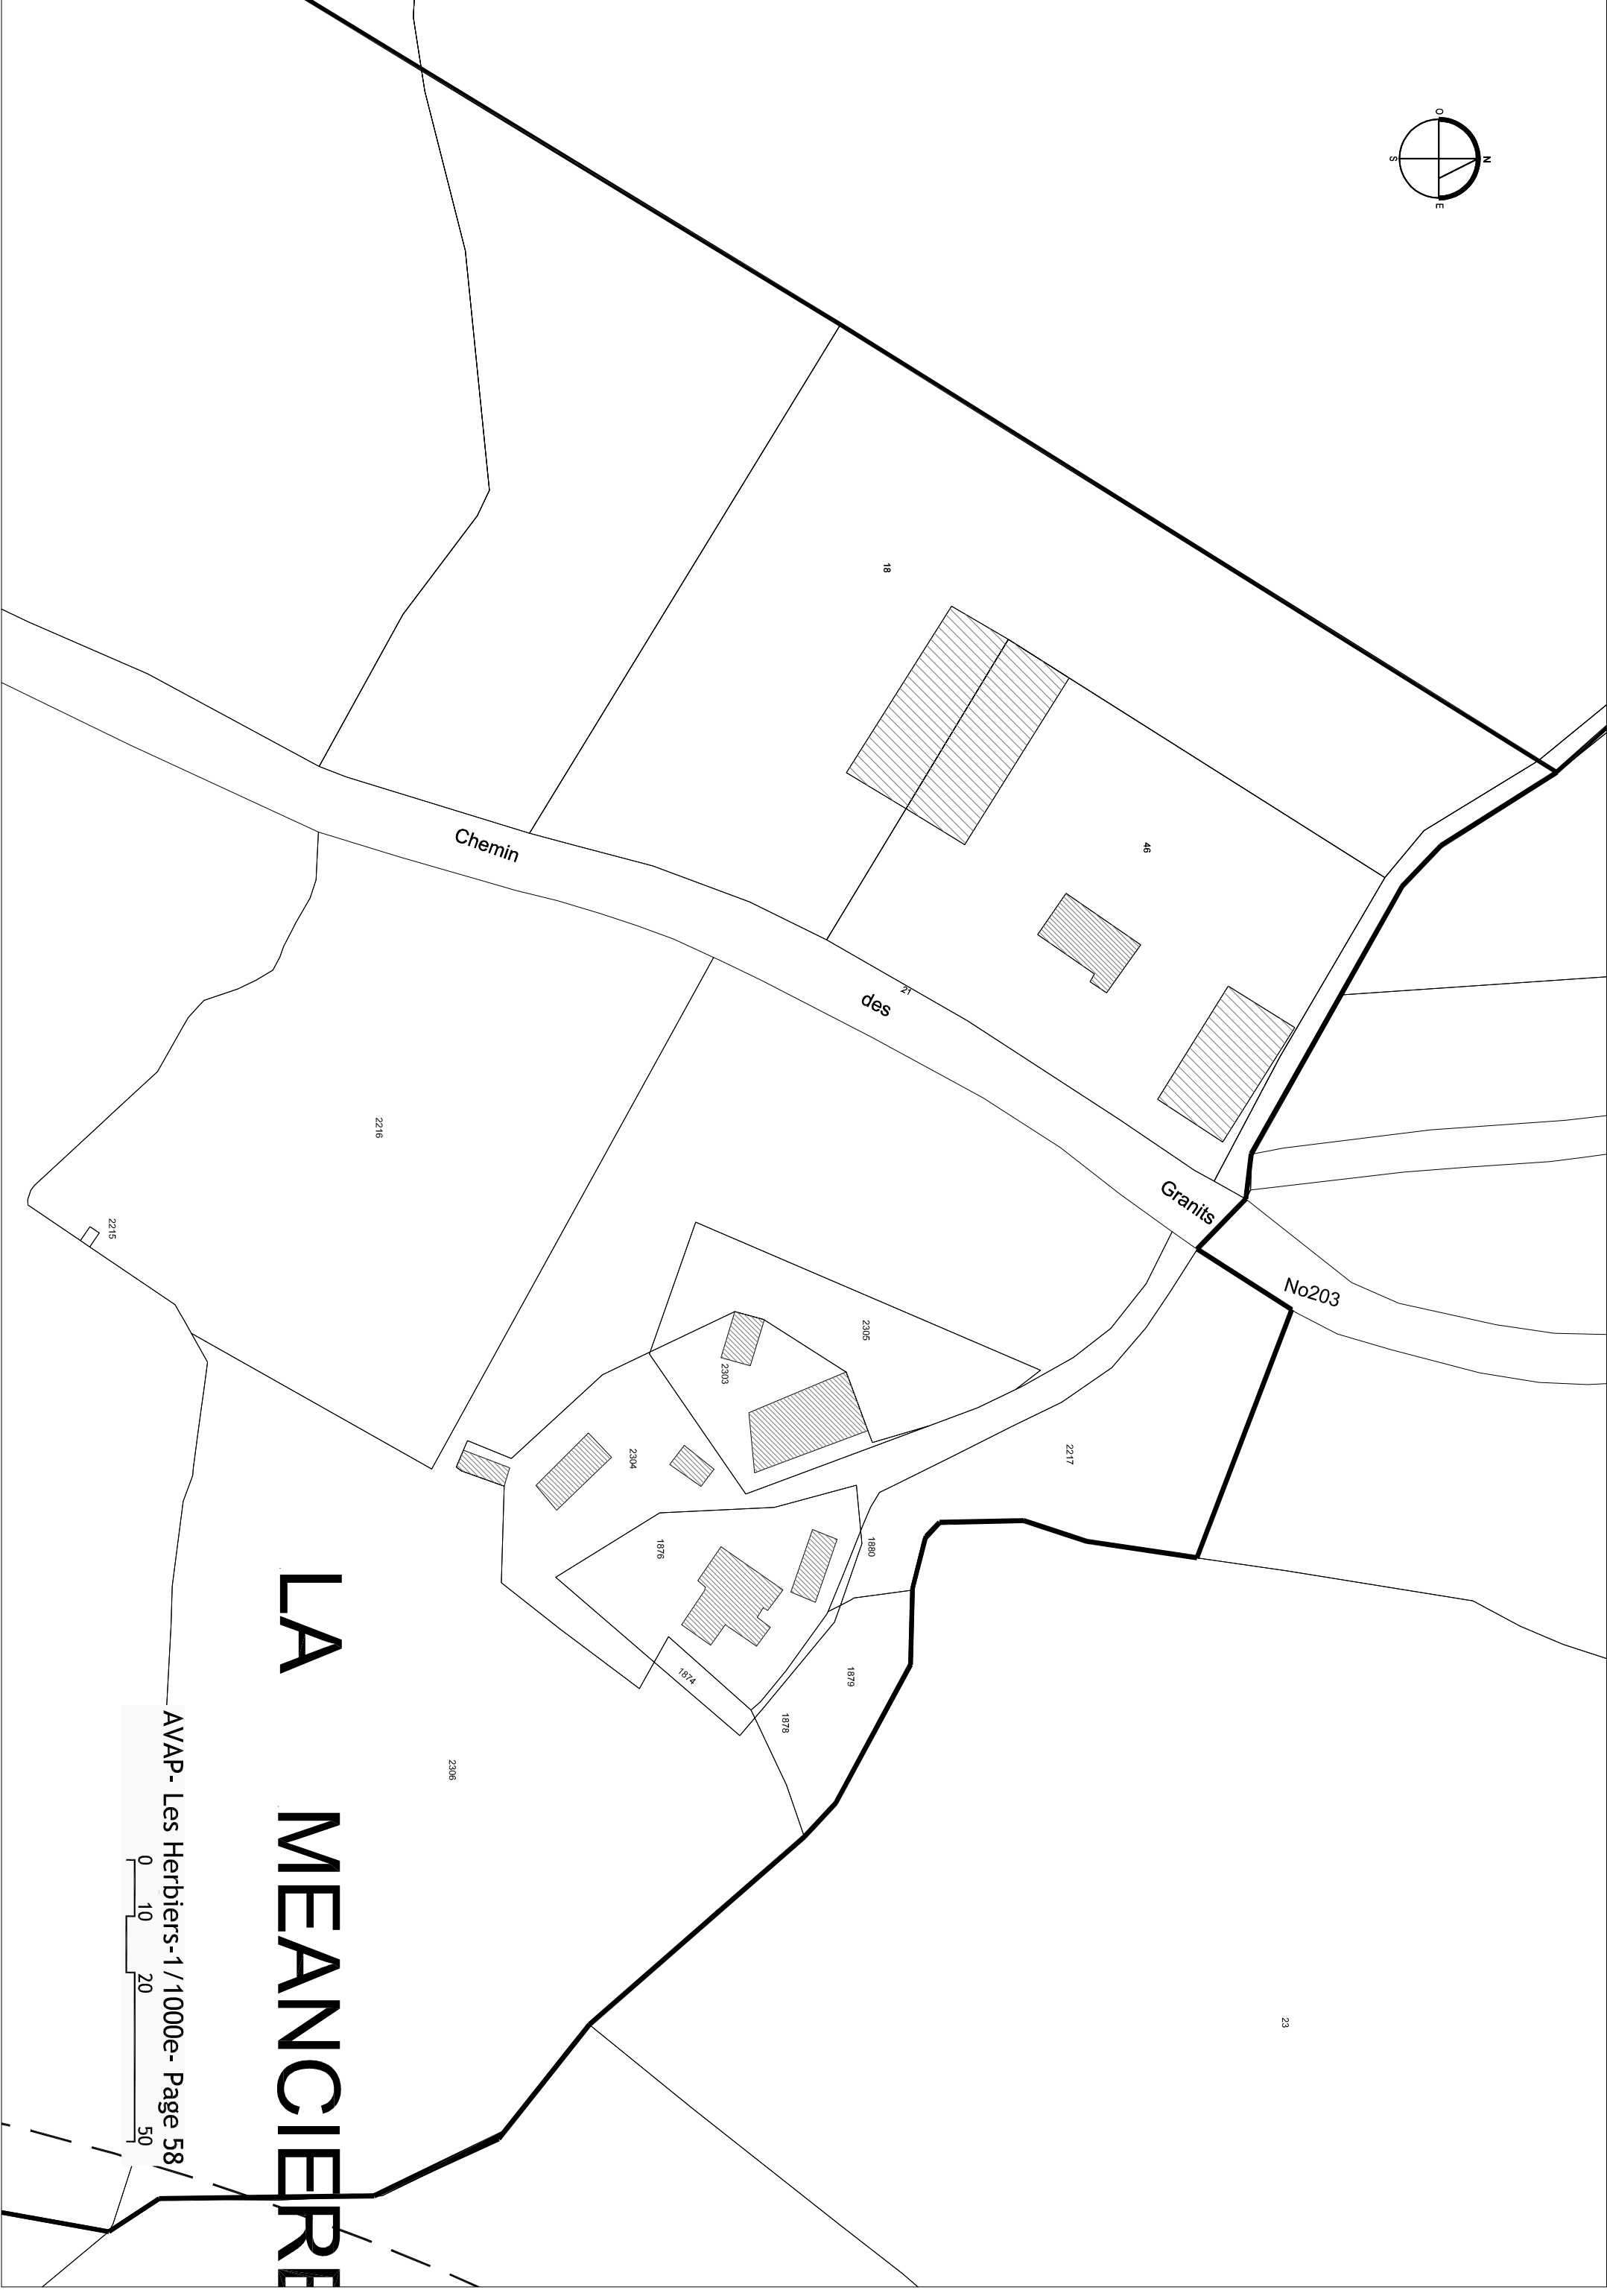 N
O
E
S
18
46
Chemin
des
21
Granits
No203
2216
2215
2305
2303
2217
2304
1876
1880
1874
1879
1878
2306
23
LA MEANCIERE
AVAP- Les Herbiers-1/1000e- Page 58
0 10 20 50